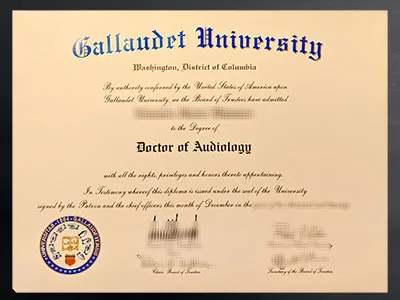 Gallaudet University
Washington, District of Columbia
By authority conferred by the United States of America upon
Gallaudet University, we the Board of Trustees have admitted
to the Degree of
Doctor of Audiology
with all the rights, privileges and honors thereto appertaining.
In Testimony whereof this diploma is issued under the seal of the University
signed by the Patron and the chief officers this month of December in the
Chair, Board of Trustees
Secretary of the Board of Trustees